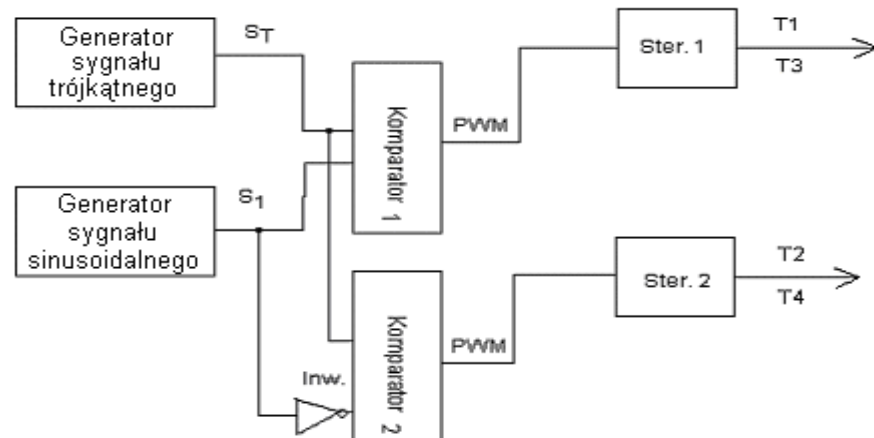 Generator
sygnału
trójkątnego
S_T
Komparator 1
PWM
Ster. 1
T1
T3
Generator
sygnału
sinusoidalnego
S_1
Inw.
Komparator 2
PWM
Ster. 2
T2
T4